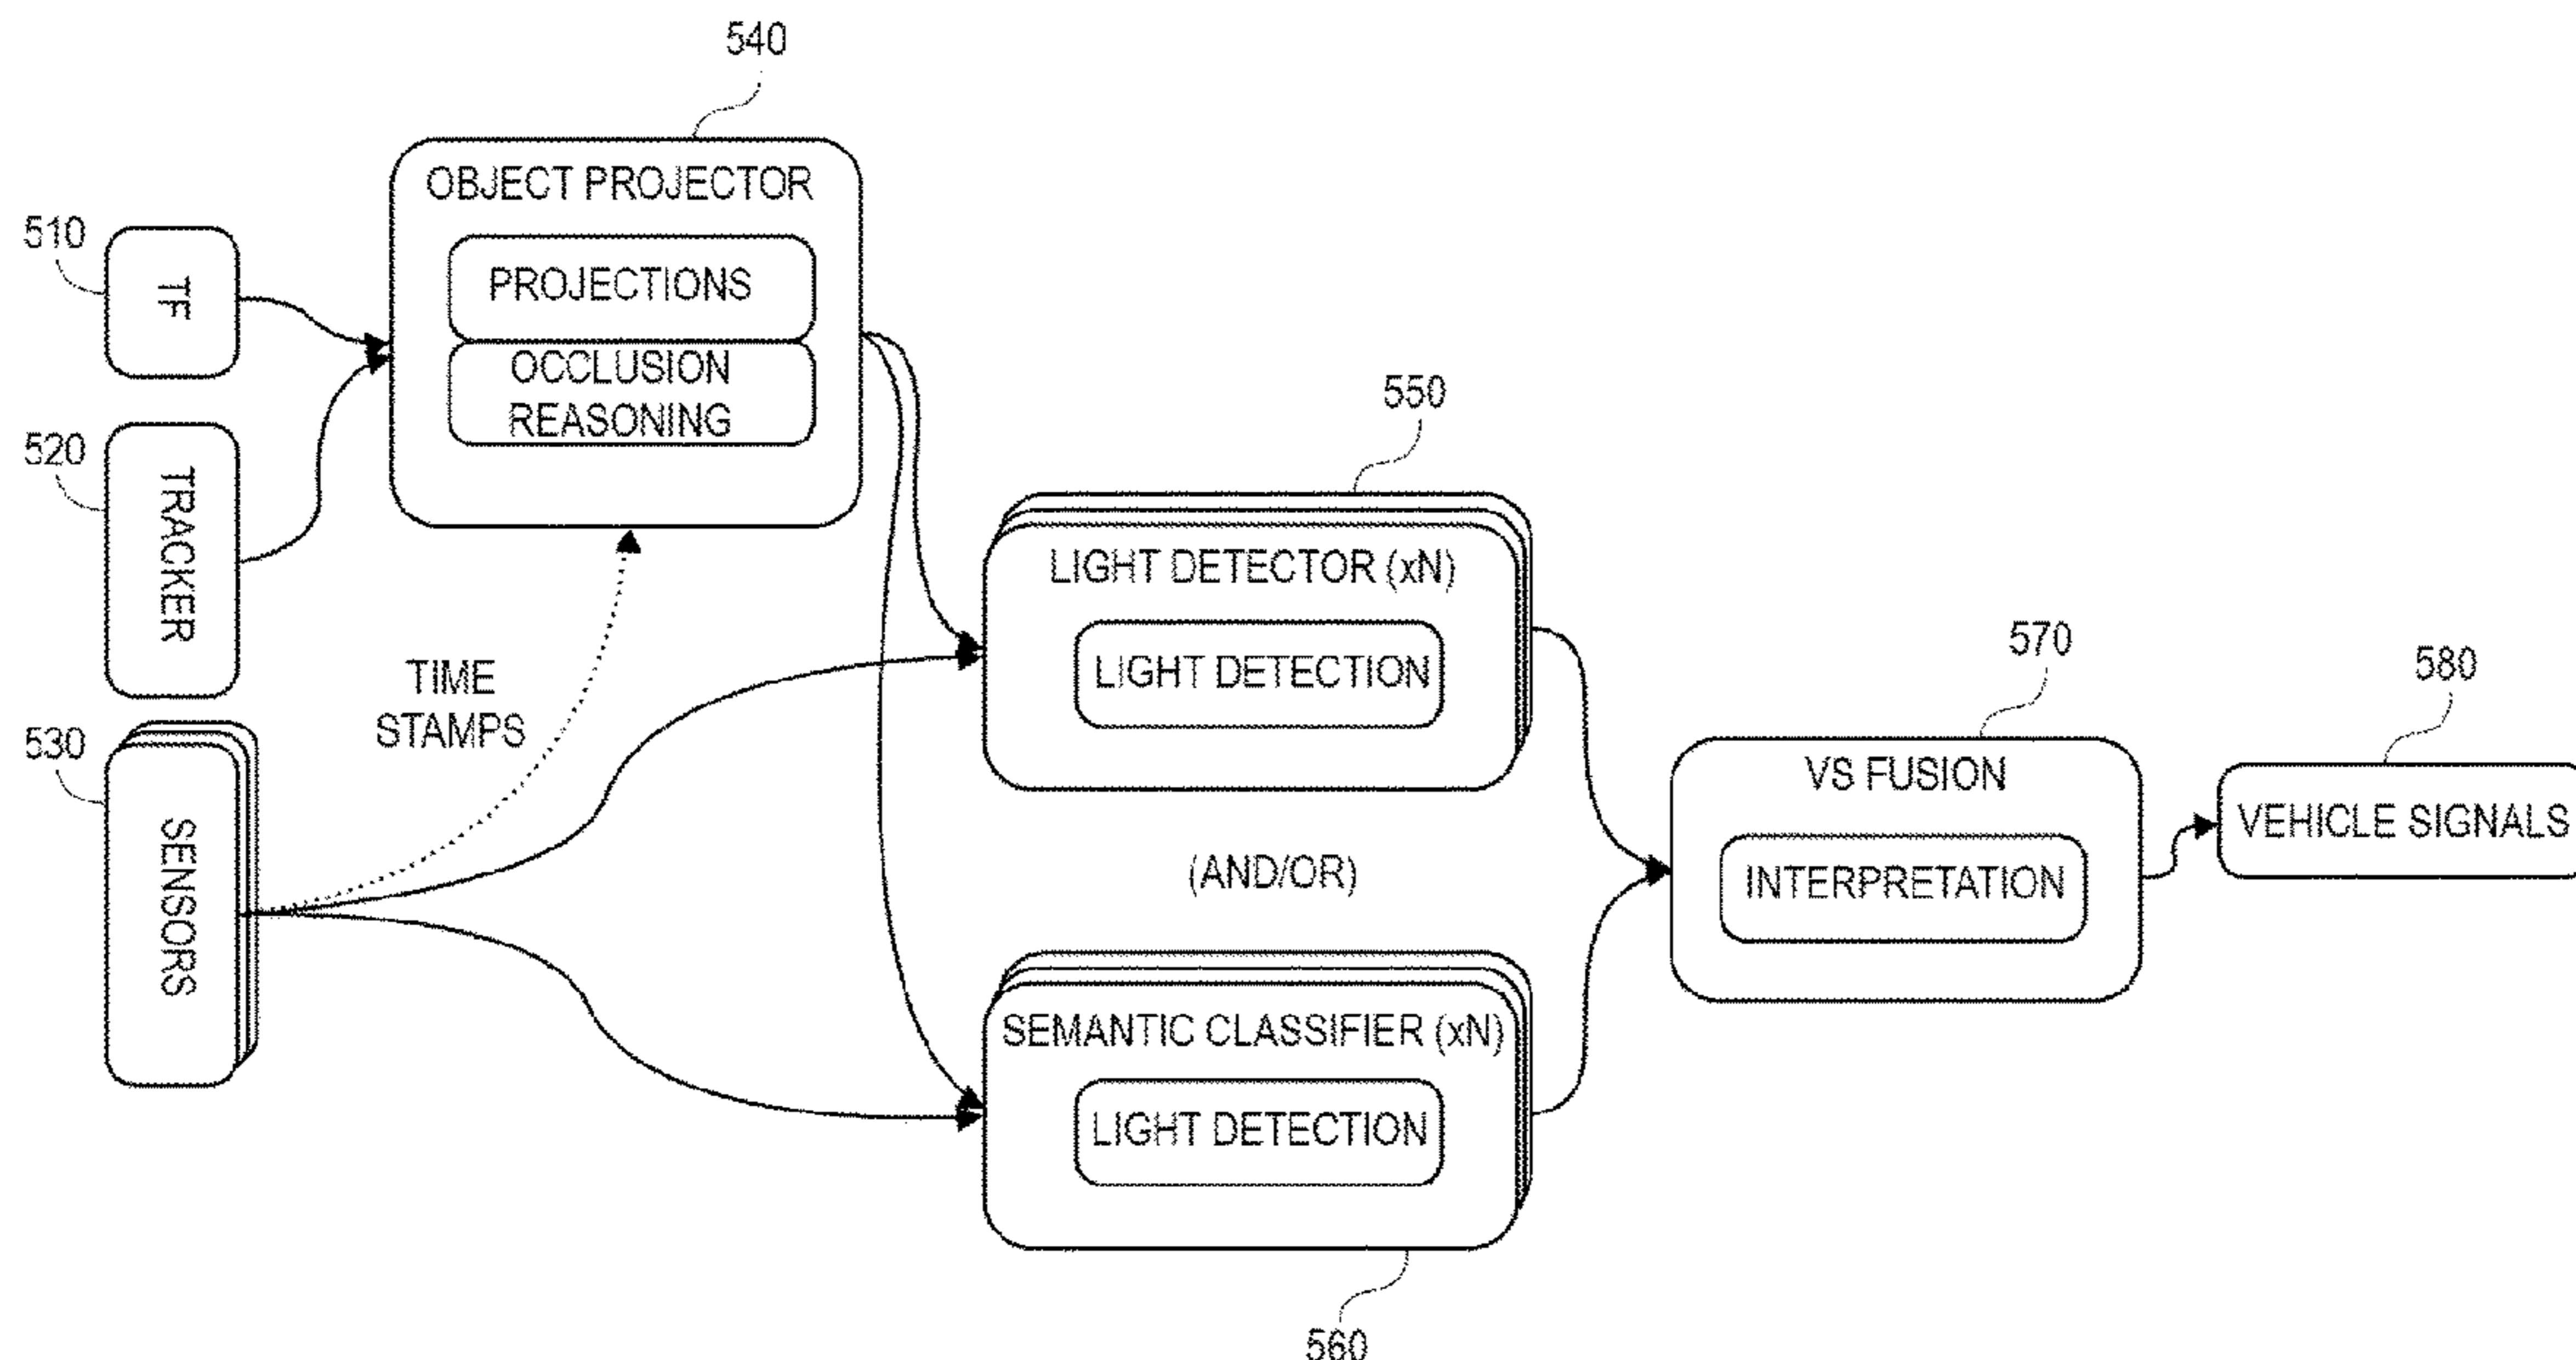 540
OBJECT PROJECTOR
PROJECTIONS
OCCLUSION
REASONING
510
TF
520
TRACKER
530
SENSORS
TIME
STAMPS
550
LIGHT DETECTOR (xN)
LIGHT DETECTION
(AND/OR)
SEMANTIC CLASSIFIER (xN)
LIGHT DETECTION
560
570
VS FUSION
INTERPRETATION
580
VEHICLE SIGNALS